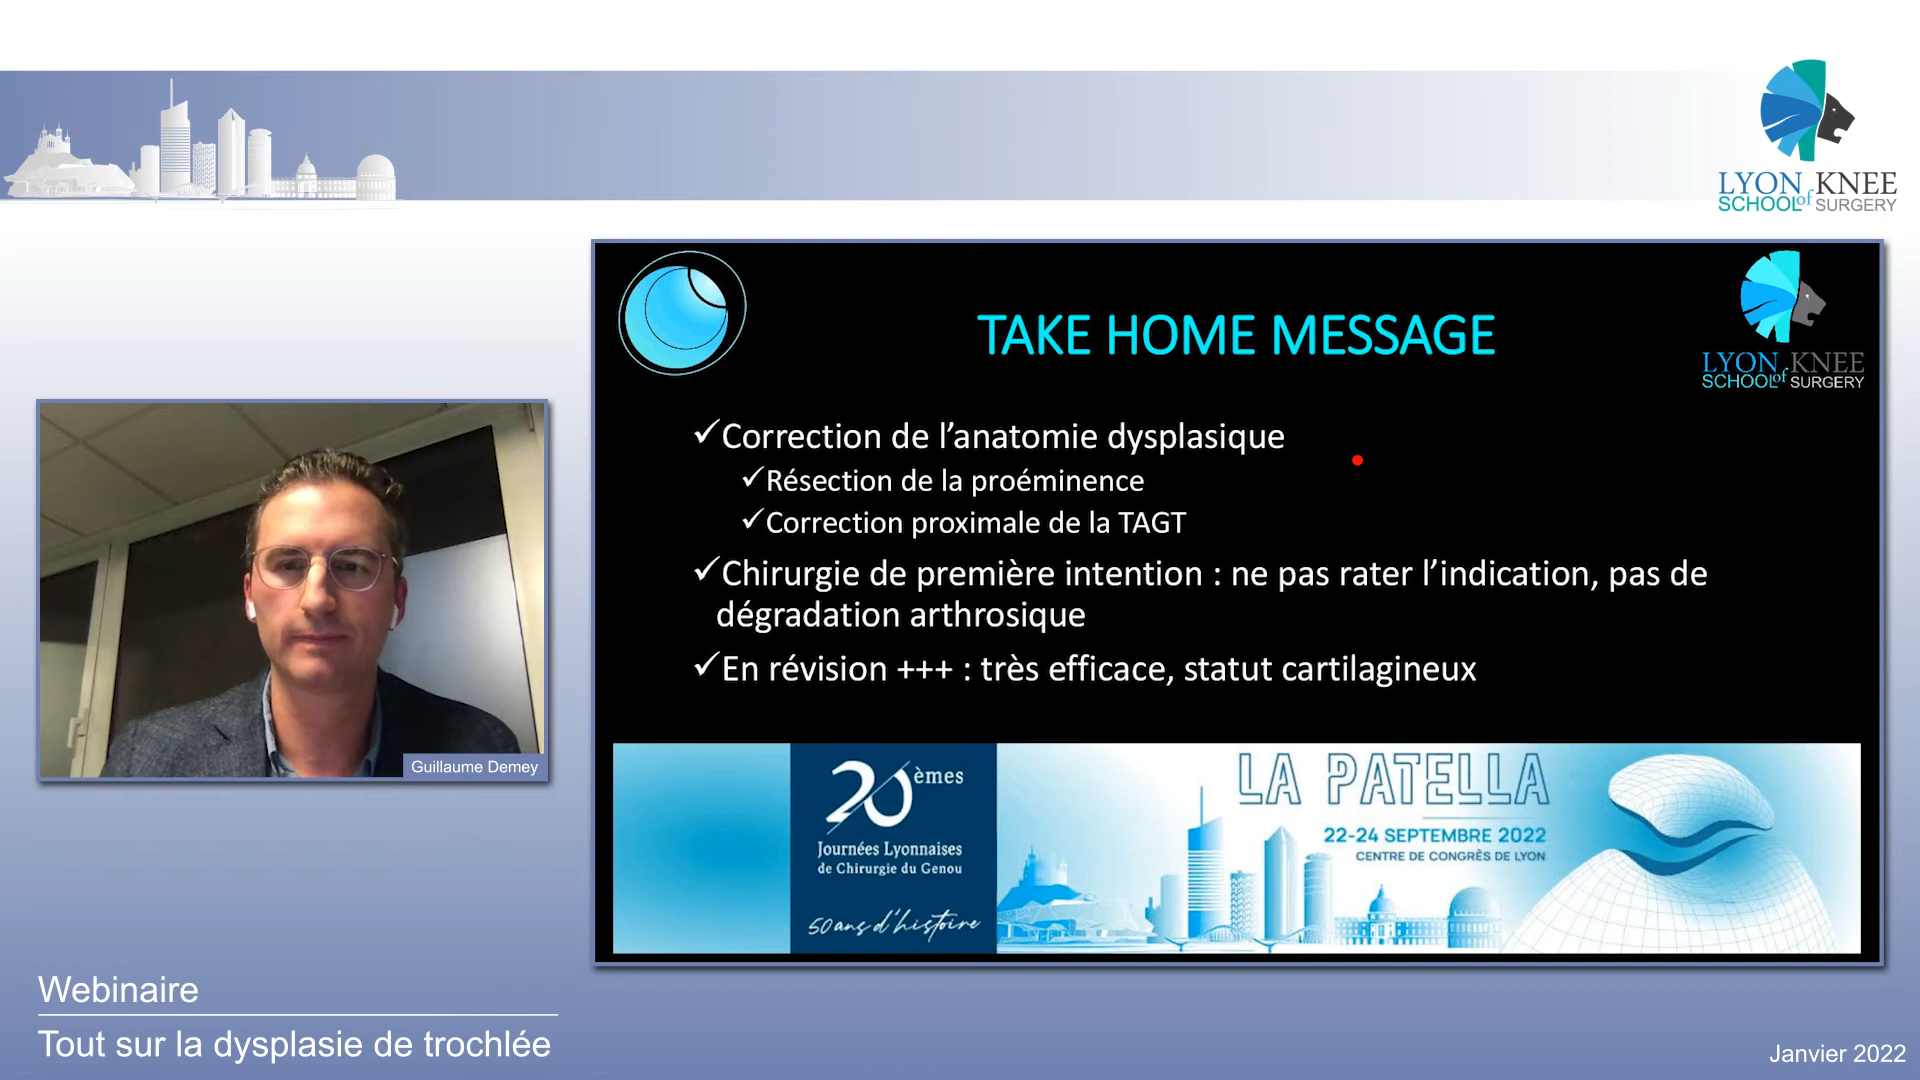 LYON KNEE
SCHOOL of SURGERY
TAKE HOME MESSAGE
LYON KNEE
SCHOOL of SURGERY
✓Correction de l’anatomie dysplasique
✓Résection de la proéminence
✓Correction proximale de la TAGT
✓Chirurgie de première intention : ne pas rater l’indication, pas de
dégradation arthrosique
✓En révision +++ : très efficace, statut cartilagineux
Guillaume Demey
20èmes
Journées Lyonnaises
de Chirurgie du Genou
50 ans d'histoire
LA PATELLA
22-24 SEPTEMBRE 2022
CENTRE DE CONGRÈS DE LYON
Webinaire
Tout sur la dysplasie de trochlée
Janvier 2022